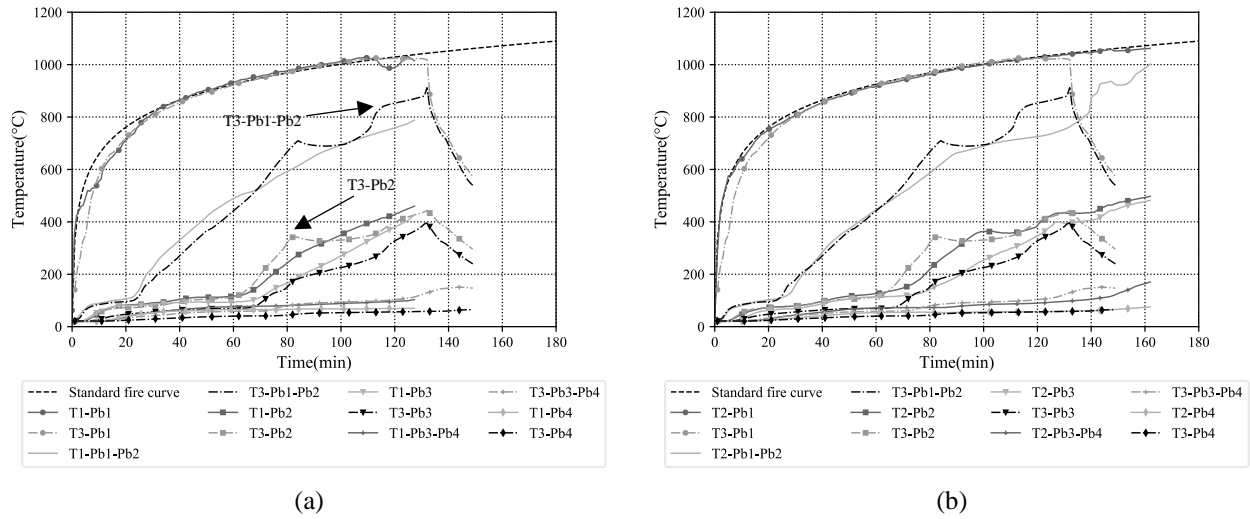 1200
1000
800
600
400
200
0
Temperature(°C)
T3-Pb1-Pb2
T3-Pb2
0 20 40 60 80 100 120 140 160 180
Time(min)
Standard fire curve T3-Pb1-Pb2 T1-Pb3 T3-Pb3-Pb4
T1-Pb1 T1-Pb2 T3-Pb3 T1-Pb4
T3-Pb1 T3-Pb2 T1-Pb3-Pb4 T3-Pb4
T1-Pb1-Pb2
(a)
1200
1000
800
600
400
200
0
Temperature(°C)
0 20 40 60 80 100 120 140 160 180
Time(min)
Standard fire curve T3-Pb1-Pb2 T2-Pb3 T3-Pb3-Pb4
T2-Pb1 T2-Pb2 T3-Pb3 T2-Pb4
T3-Pb1 T3-Pb2 T2-Pb3-Pb4 T3-Pb4
T2-Pb1-Pb2
(b)